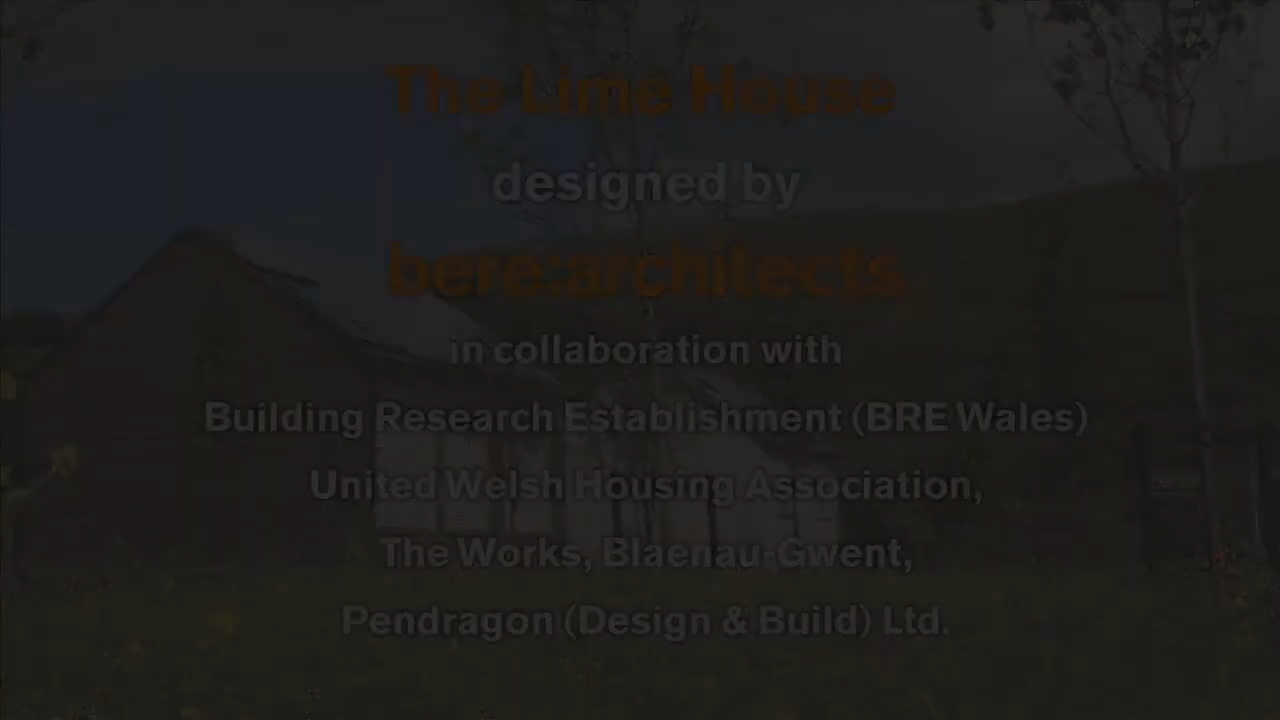 The Lime House
designed by
bere:architects
in collaboration with
Building Research Establishment (BRE Wales)
United Welsh Housing Association,
The Works, Blaenau-Gwent,
Pendragon (Design & Build) Ltd.